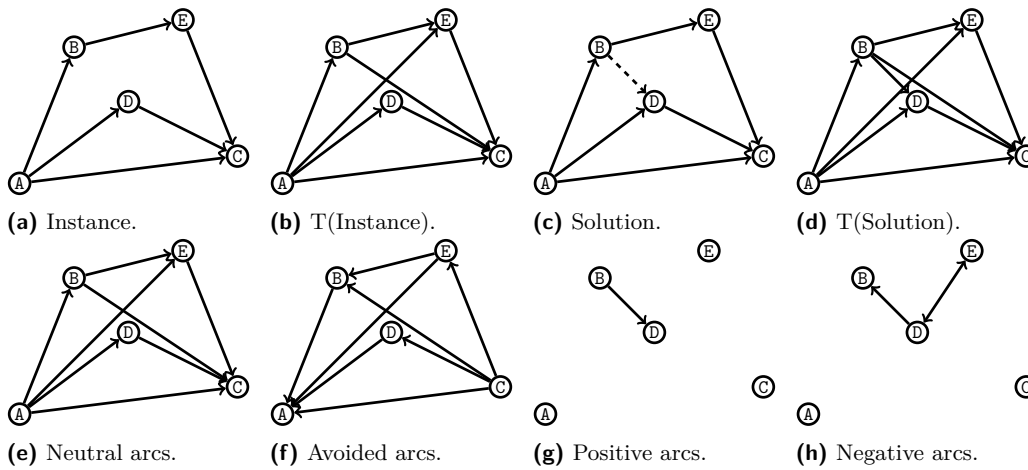 E E E E
B B B B
D D D D
C C C C
A A A A
(a) Instance. (b) T(Instance). (c) Solution. (d) T(Solution).
E E E E
B B B B
D D D D
C C C C
A A A A
(e) Neutral arcs. (f) Avoided arcs. (g) Positive arcs. (h) Negative arcs.